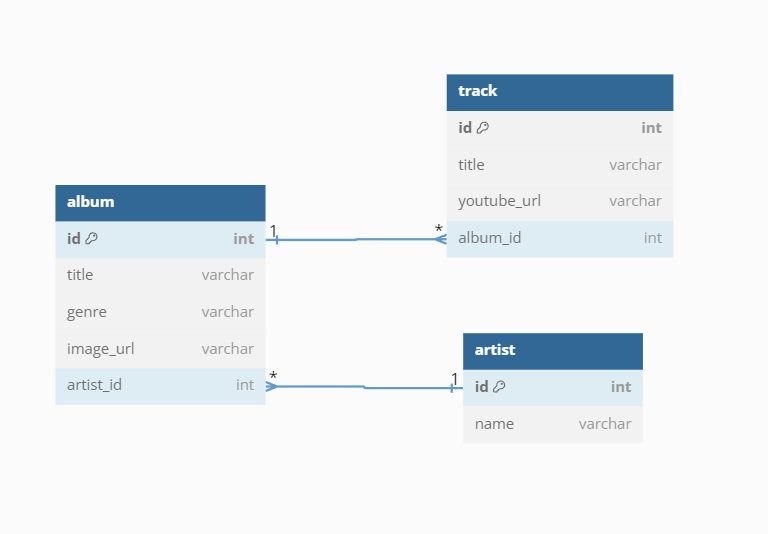 track
id int
title varchar
youtube_url varchar
album_id int
album
id int
title varchar
genre varchar
image_url varchar
artist_id int
1 *
* 1
artist
id int
name varchar